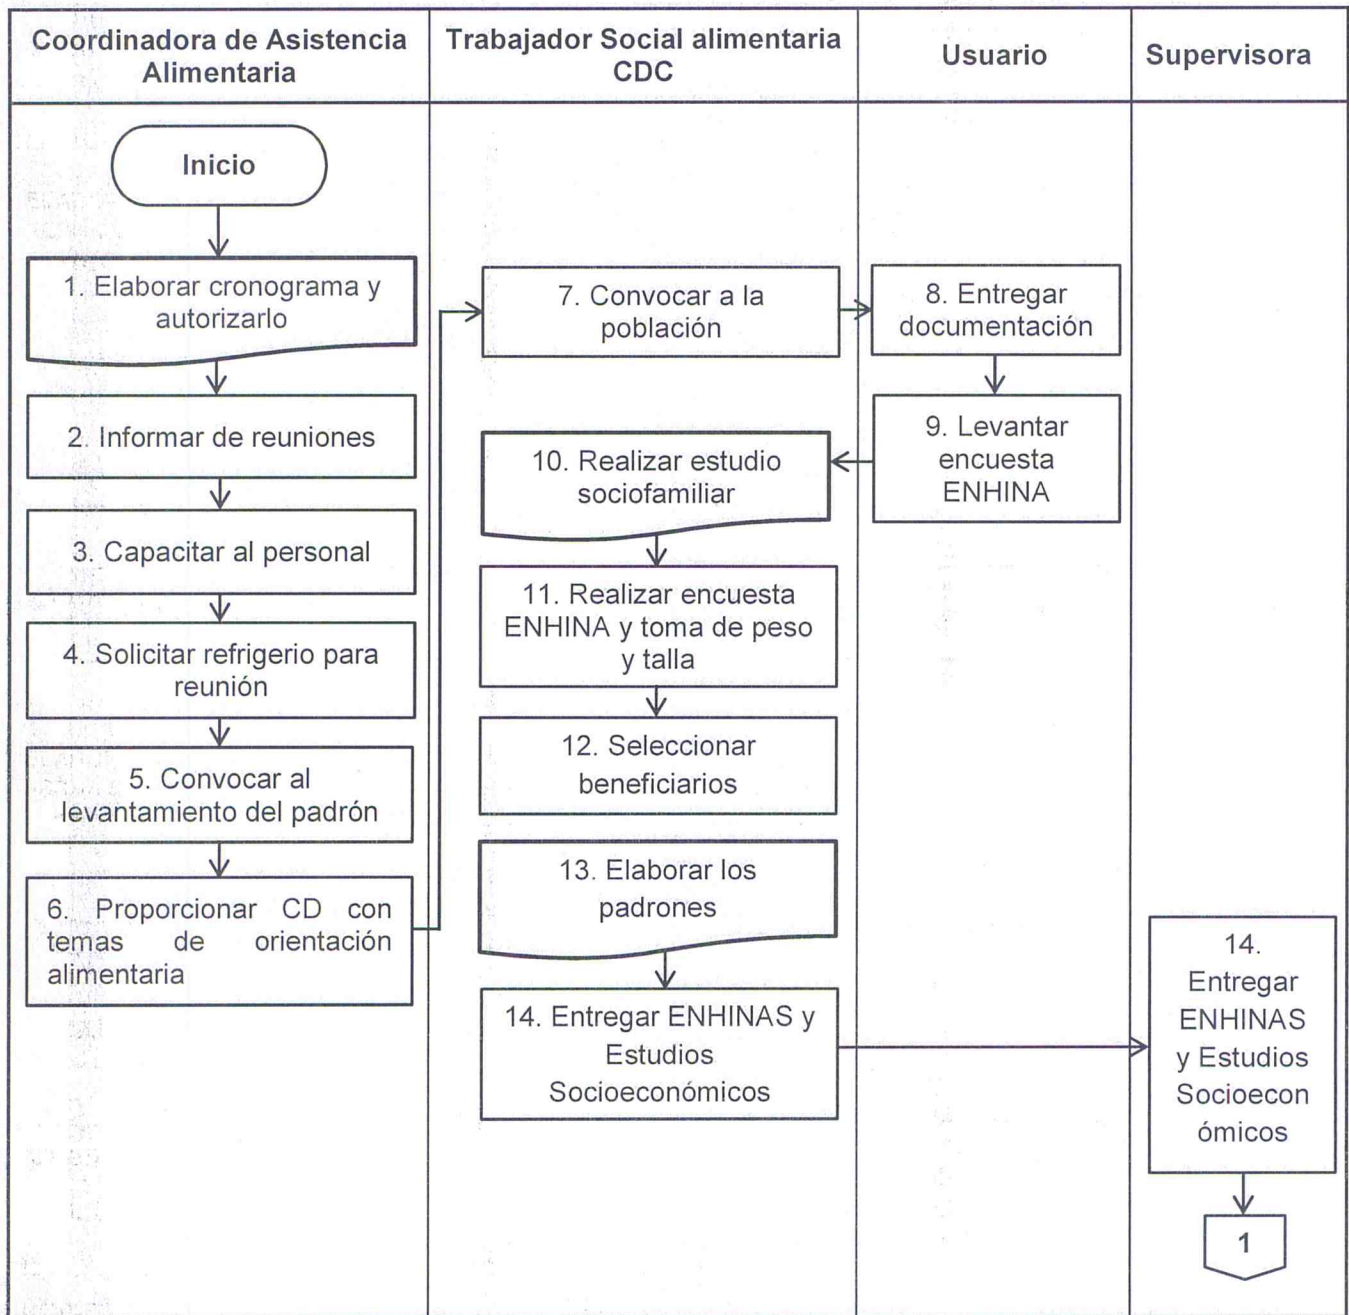 Coordinadora de Asistencia
Alimentaria
Trabajador Social alimentaria
CDC
Usuario
Supervisora
Inicio
1. Elaborar cronograma y
autorizarlo
2. Informar de reuniones
3. Capacitar al personal
4. Solicitar refrigerio para
reunión
5. Convocar al
levantamiento del padrón
6. Proporcionar CD con
temas de orientación
alimentaria
7. Convocar a la
población
8. Entregar
documentación
9. Levantar
encuesta
ENHINA
10. Realizar estudio
sociofamiliar
11. Realizar encuesta
ENHINA y toma de peso
y talla
12. Seleccionar
beneficiarios
13. Elaborar los
padrones
14. Entregar ENHINAS y
Estudios
Socioeconómicos
14.
Entregar
ENHINAS
y Estudios
Socioecon
ómicos
1